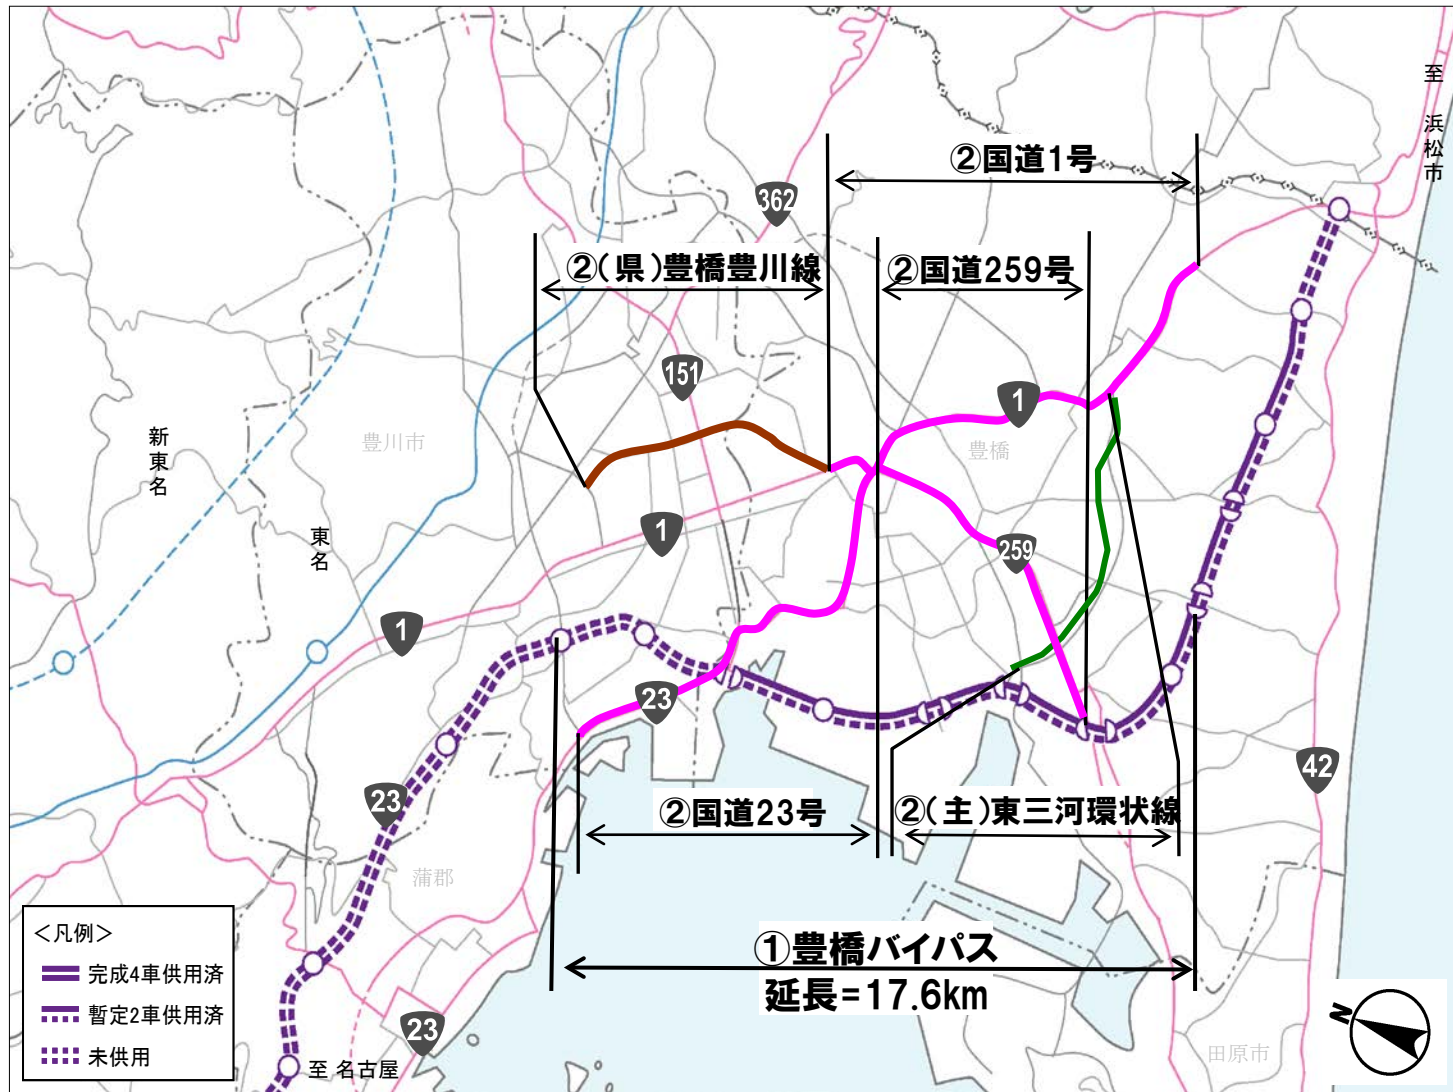 至
浜松市
②国道1号
362
②(県)豊橋豊川線
②国道259号
151
1
豊川市
豊橋
新東名
東名
1
259
1
23
42
23
②国道23号
②(主)東三河環状線
蒲郡
①豊橋バイパス
延長=17.6km
<凡例>
完成4車供用済
暫定2車供用済
未供用
23
至 名古屋
田原市
N